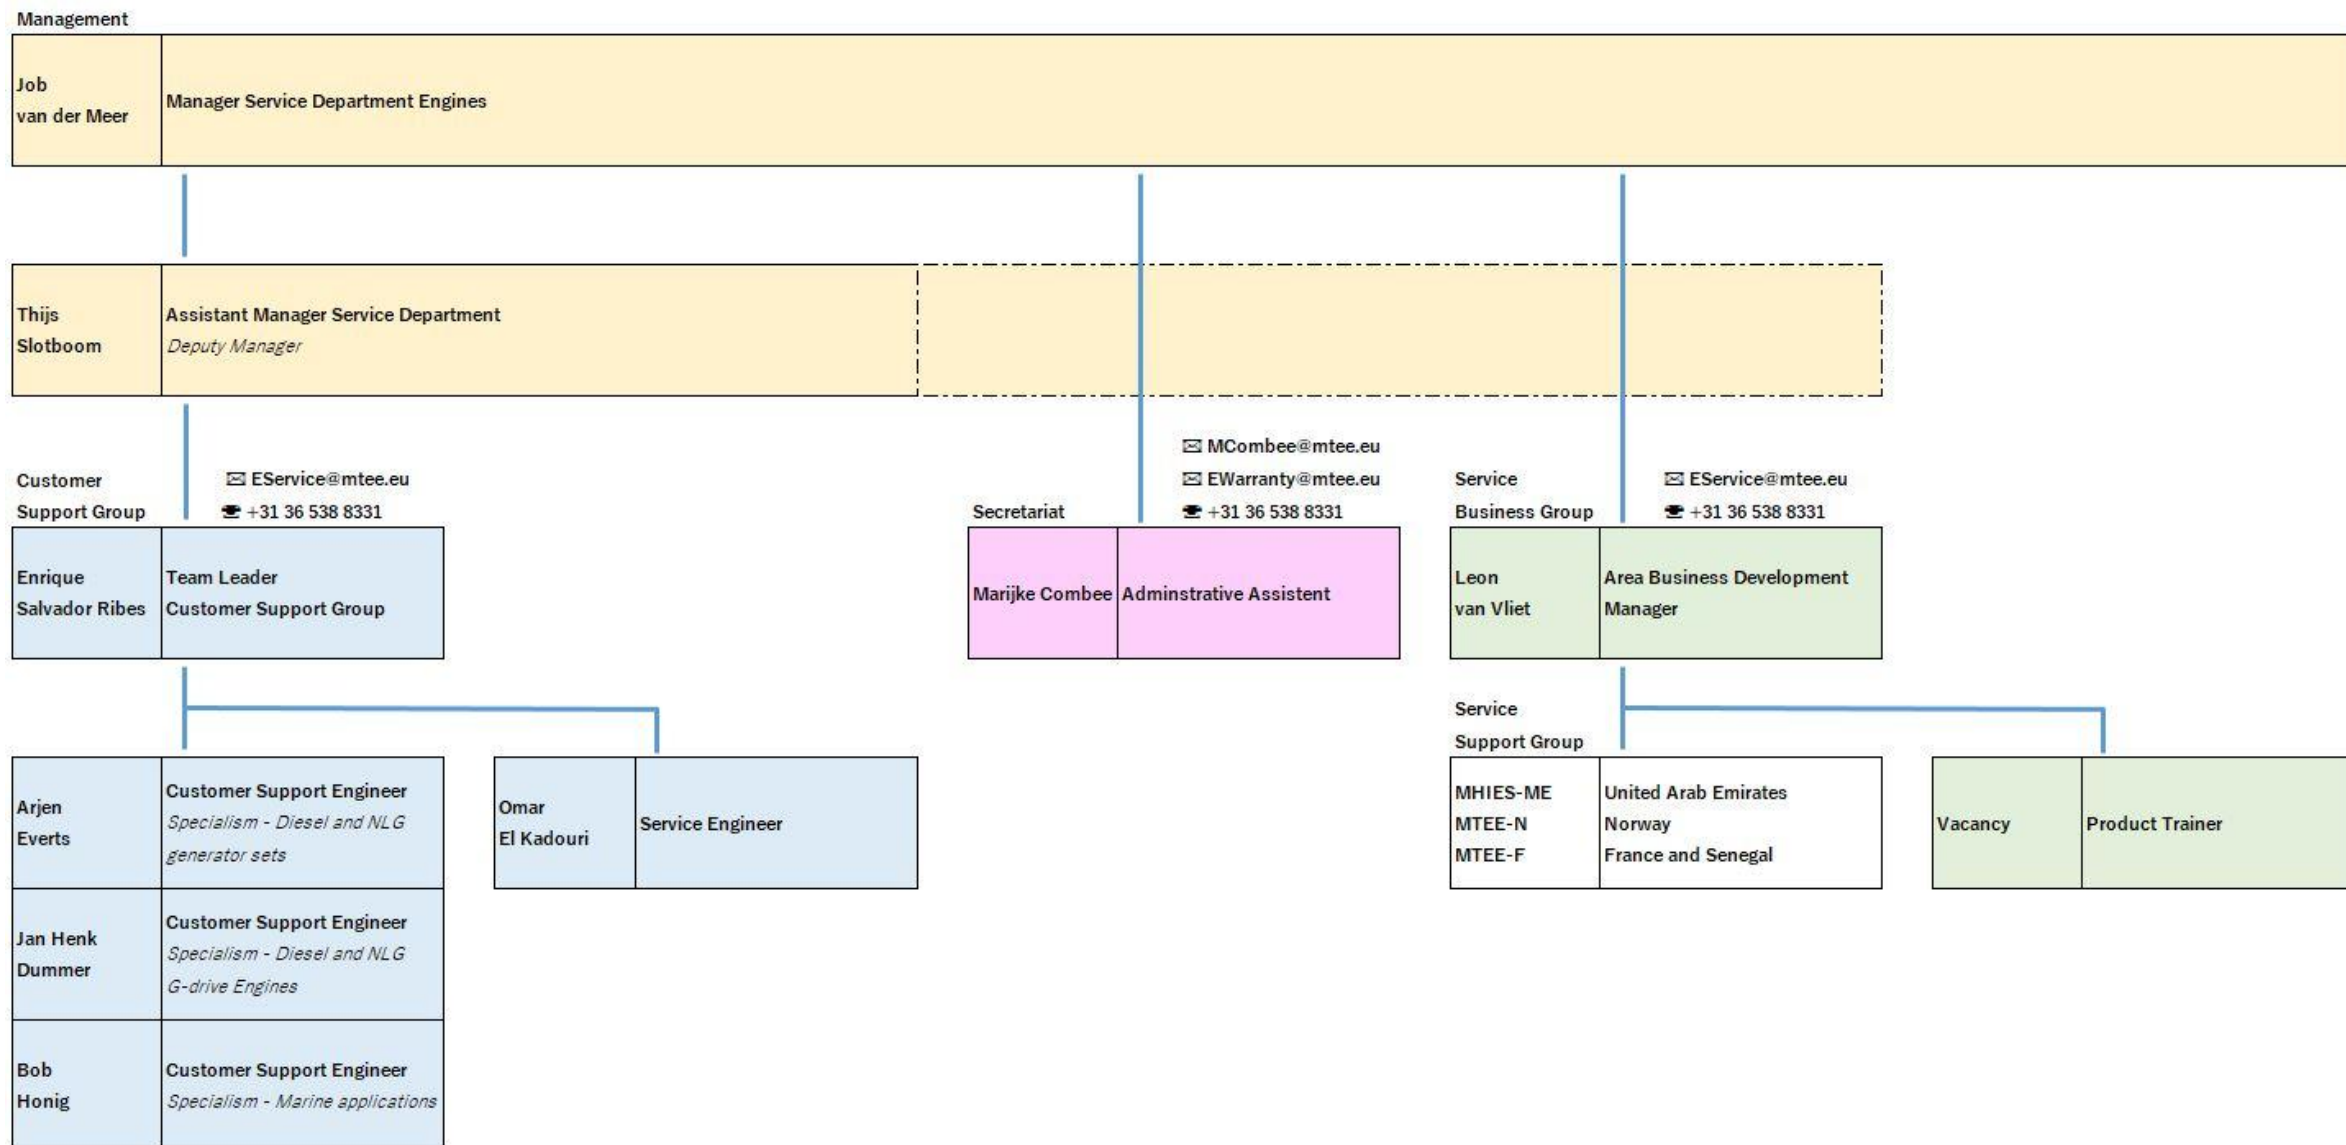 Management
Job
van der Meer
Manager Service Department Engines
Thijs
Slotboom
Assistant Manager Service Department
Deputy Manager
Customer
Support Group
✉ EService@mtee.eu
☎ +31 36 538 8331
Enrique
Salvador Ribes
Team Leader
Customer Support Group
Secretariat
✉ MCombee@mtee.eu
✉ EWarranty@mtee.eu
☎ +31 36 538 8331
Marijke Combee
Adminstrative Assistent
Service
Business Group
✉ EService@mtee.eu
☎ +31 36 538 8331
Leon
van Vliet
Area Business Development
Manager
Arjen
Everts
Customer Support Engineer
Specialism - Diesel and NLG
generator sets
Omar
El Kadouri
Service Engineer
Service
Support Group
MHIES-ME
United Arab Emirates
MTEE-N
Norway
MTEE-F
France and Senegal
Vacancy
Product Trainer
Jan Henk
Dummer
Customer Support Engineer
Specialism - Diesel and NLG
G-drive Engines
Bob
Honig
Customer Support Engineer
Specialism - Marine applications